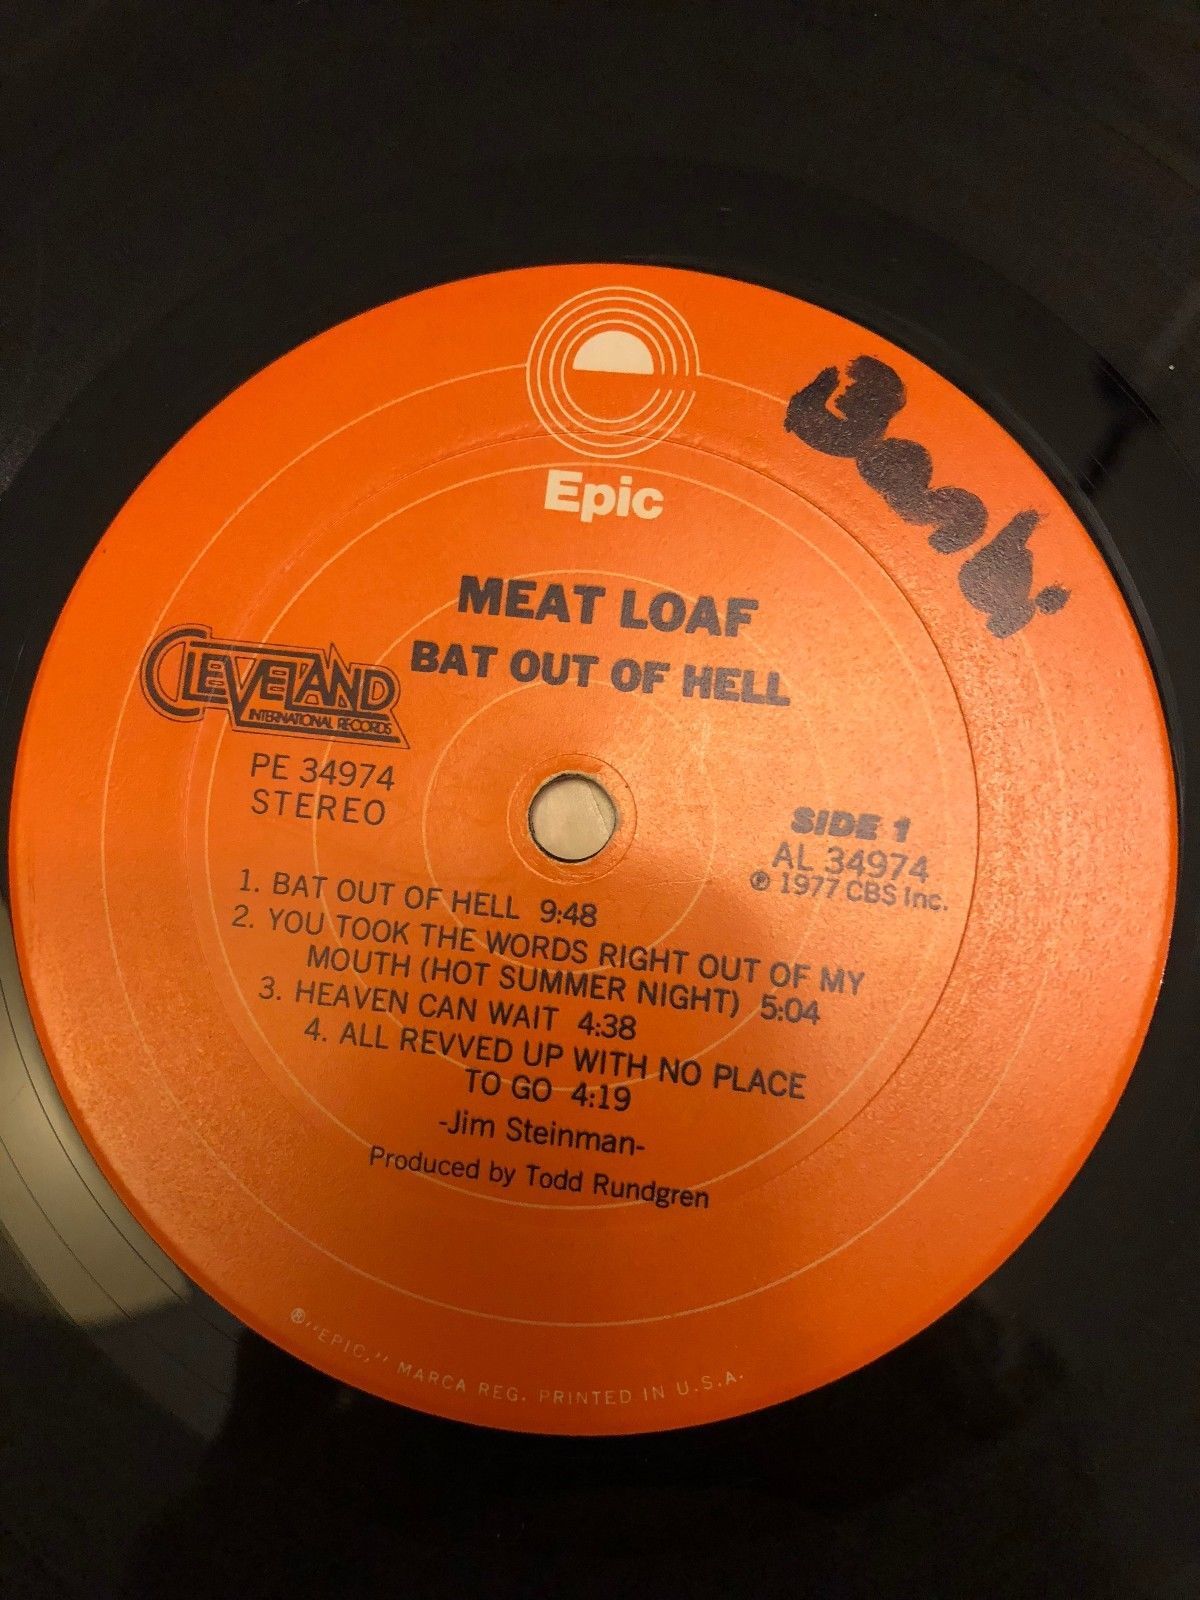 Epic
MEAT LOAF
BAT OUT OF HELL
CLEVELAND
INTERNATIONAL RECORDS
PE 34974
STEREO
SIDE 1
AL 34974
℗ 1977 CBS Inc.
1. BAT OUT OF HELL 9:48
2. YOU TOOK THE WORDS RIGHT OUT OF MY
MOUTH (HOT SUMMER NIGHT) 5:04
3. HEAVEN CAN WAIT 4:38
4. ALL REVVED UP WITH NO PLACE
TO GO 4:19
-Jim Steinman-
Produced by Todd Rundgren
®"EPIC," MARCA REG. PRINTED IN U.S.A.